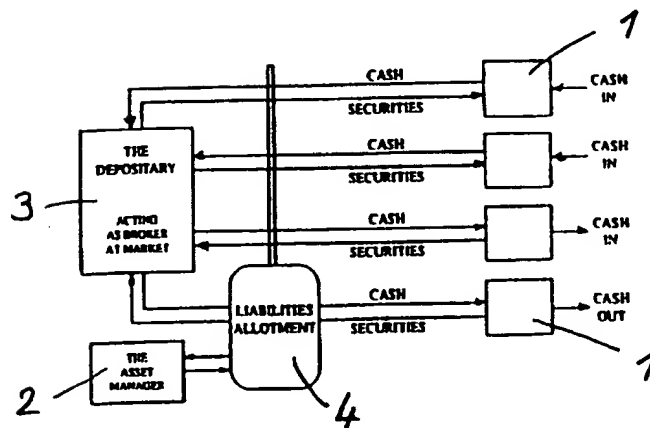 1
CASH
SECURITIES
CASH
IN
THE
DEPOSITARY
3
ACTING
AS BROKER
AT MARKET
CASH
SECURITIES
CASH
IN
CASH
SECURITIES
CASH
IN
LIABILITIES
ALLOTMENT
CASH
SECURITIES
CASH
OUT
THE
ASSET
MANAGER
2
4
1